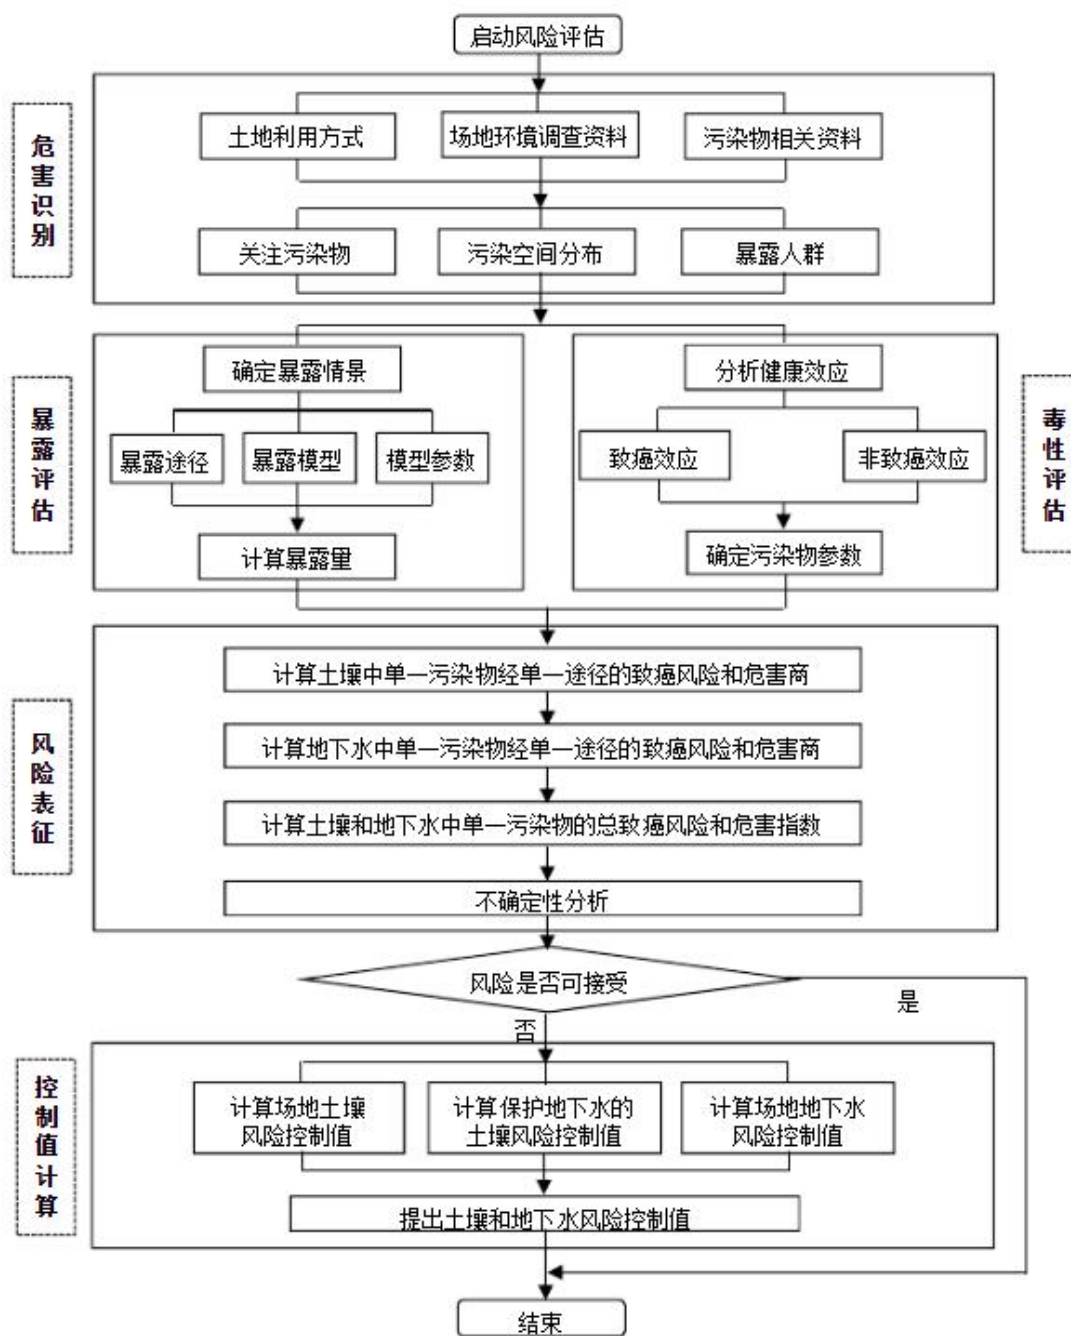 启动风险评估
危害识别
土地利用方式
场地环境调查资料
污染物相关资料
关注污染物
污染空间分布
暴露人群
暴露评估
确定暴露情景
暴露途径
暴露模型
模型参数
计算暴露量
毒性评估
分析健康效应
致癌效应
非致癌效应
确定污染物参数
风险表征
计算土壤中单一污染物经单一途径的致癌风险和危害商
计算地下水中单一污染物经单一途径的致癌风险和危害商
计算土壤和地下水中单一污染物的总致癌风险和危害指数
不确定性分析
风险是否可接受
是
否
控制值计算
计算场地土壤
风险控制值
计算保护地下水的
土壤风险控制值
计算场地地下水
风险控制值
提出土壤和地下水风险控制值
结束